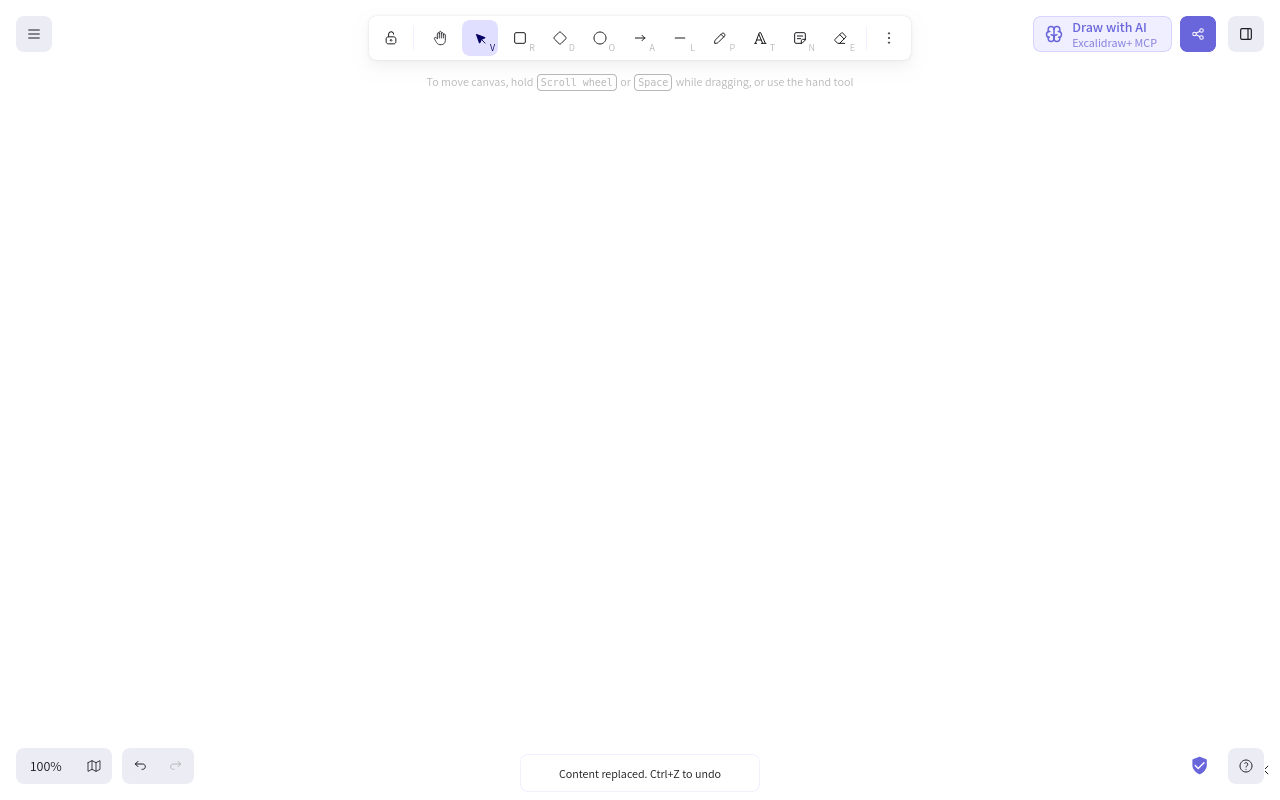 V
R
D
O
A
L
P
T
N
E
Draw with AI
Excalidraw+ MCP
To move canvas, hold Scroll wheel or Space while dragging, or use the hand tool
100%
Content replaced. Ctrl+Z to undo